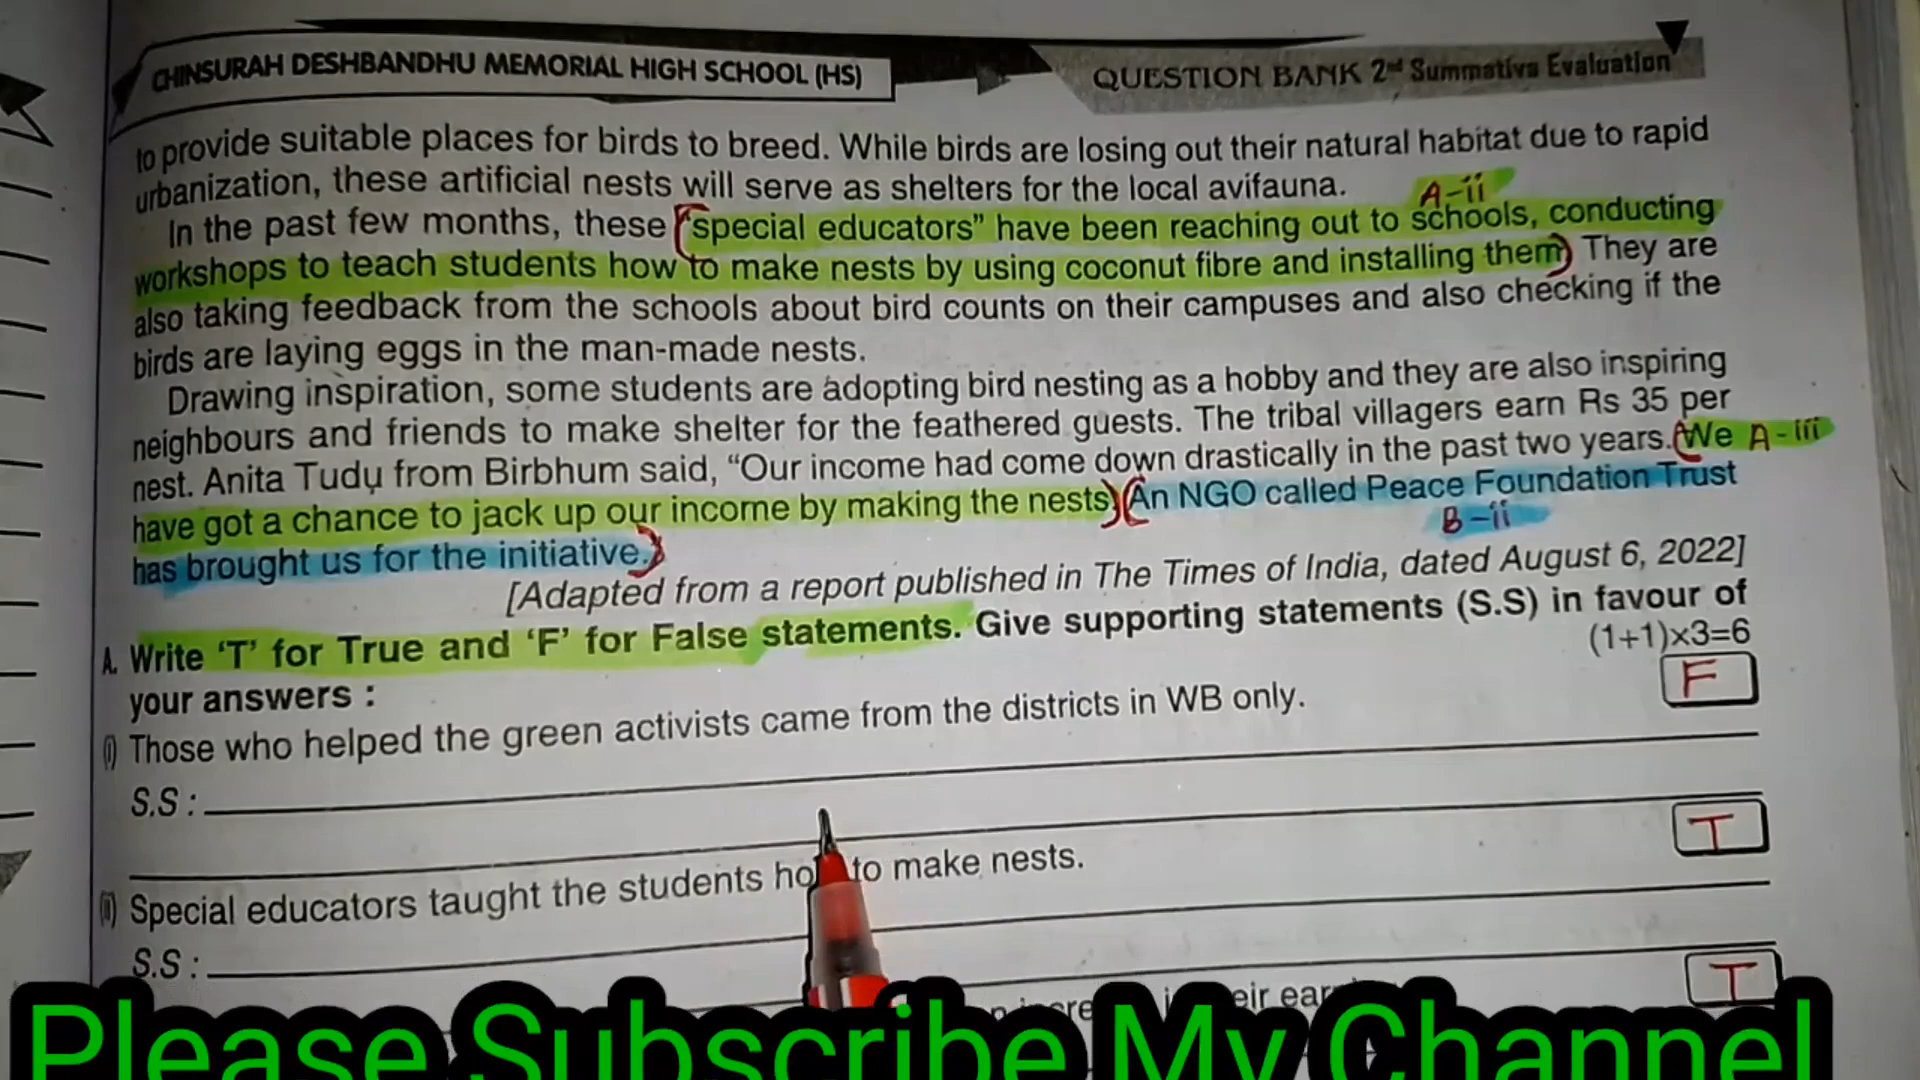 CHINSURAH DESHBANDHU MEMORIAL HIGH SCHOOL (HS)
QUESTION BANK 2nd Summative Evaluation
to provide suitable places for birds to breed. While birds are losing out their natural habitat due to rapid
urbanization, these artificial nests will serve as shelters for the local avifauna.
A-ii
In the past few months, these "special educators" have been reaching out to schools, conducting
workshops to teach students how to make nests by using coconut fibre and installing them. They are
also taking feedback from the schools about bird counts on their campuses and also checking if the
birds are laying eggs in the man-made nests.
Drawing inspiration, some students are adopting bird nesting as a hobby and they are also inspiring
neighbours and friends to make shelter for the feathered guests. The tribal villagers earn Rs 35 per
nest. Anita Tudu from Birbhum said, "Our income had come down drastically in the past two years. We A-iii
have got a chance to jack up our income by making the nests. An NGO called Peace Foundation Trust
B-ii
has brought us for the initiative.
[Adapted from a report published in The Times of India, dated August 6, 2022]
A. Write 'T' for True and 'F' for False statements. Give supporting statements (S.S) in favour of
your answers :
(1+1)x3=6
F
(i) Those who helped the green activists came from the districts in WB only.
S.S :
T
(ii) Special educators taught the students to make nests.
S.S :
T
Please Subscribe My Channel